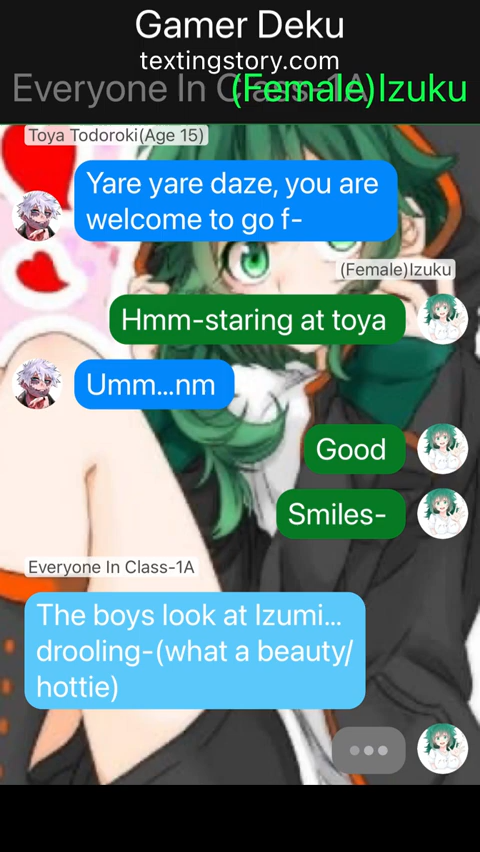 Gamer Deku
textingstory.com
Everyone In Class-1A
(Female)Izuku
Toya Todoroki(Age 15)
Yare yare daze, you are
welcome to go f-
(Female)Izuku
Hmm-staring at toya
Umm...nm
Good
Smiles-
Everyone In Class-1A
The boys look at Izumi...
drooling-(what a beauty/
hottie)